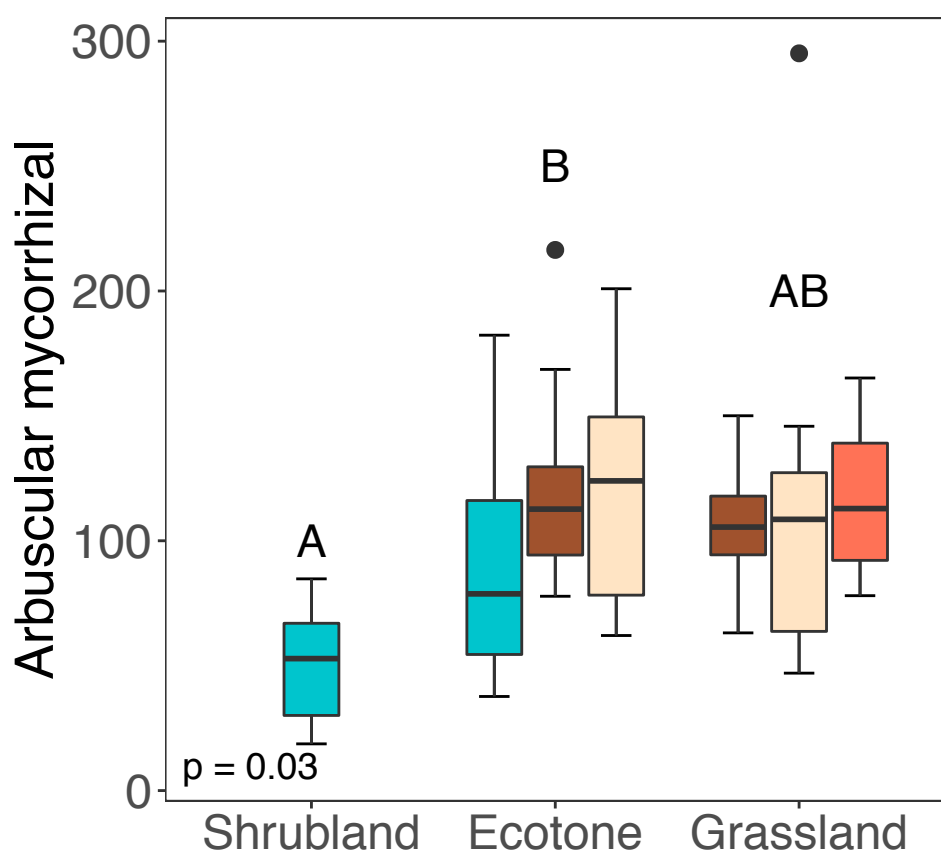 Arbuscular mycorrhizal
300
200
100
0
B
AB
A
p = 0.03
Shrubland
Ecotone
Grassland